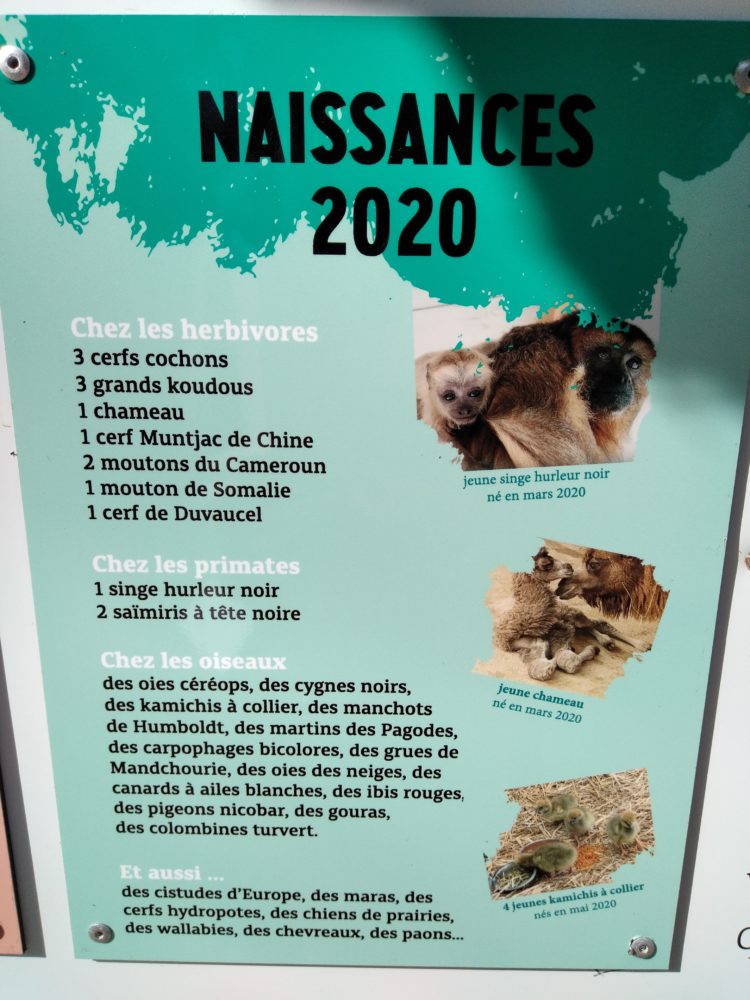 NAISSANCES
2020
Chez les herbivores
3 cerfs cochons
3 grands koudous
1 chameau
1 cerf Muntjac de Chine
2 moutons du Cameroun
1 mouton de Somalie
1 cerf de Duvaucel
jeune singe hurleur noir
né en mars 2020
Chez les primates
1 singe hurleur noir
2 saïmiris à tête noire
jeune chameau
né en mars 2020
Chez les oiseaux
des oies céréops, des cygnes noirs,
des kamichis à collier, des manchots
de Humboldt, des martins des Pagodes,
des carpophages bicolores, des grues de
Mandchourie, des oies des neiges, des
canards à ailes blanches, des ibis rouges,
des pigeons nicobar, des gouras,
des colombines turvert.
4 jeunes kamichis à collier
nés en mai 2020
Et aussi ...
des cistudes d'Europe, des maras, des
cerfs hydropotes, des chiens de prairies,
des wallabies, des chevreaux, des paons...